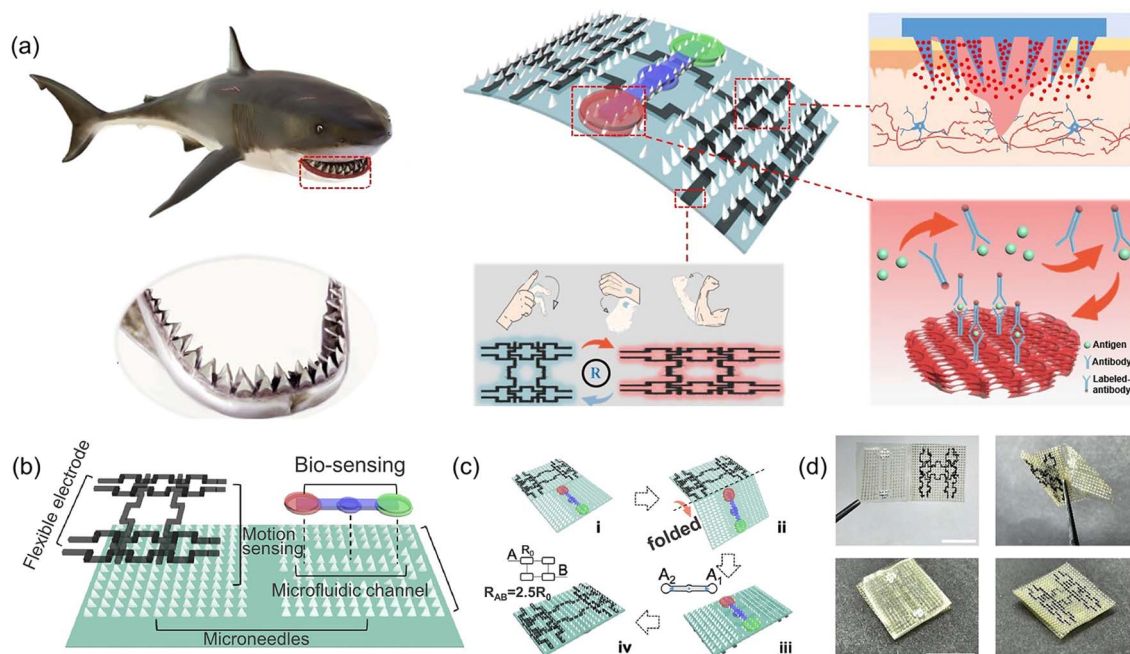 (a)
R
Antigen
Antibody
Labeled-
antibody
(b)
Flexible electrode
Bio-sensing
Motion
sensing
Microfluidic channel
Microneedles
(c)
i
ii
folded
A R₀
B
R_AB=2.5R₀
A₂ A₁
iv
iii
(d)